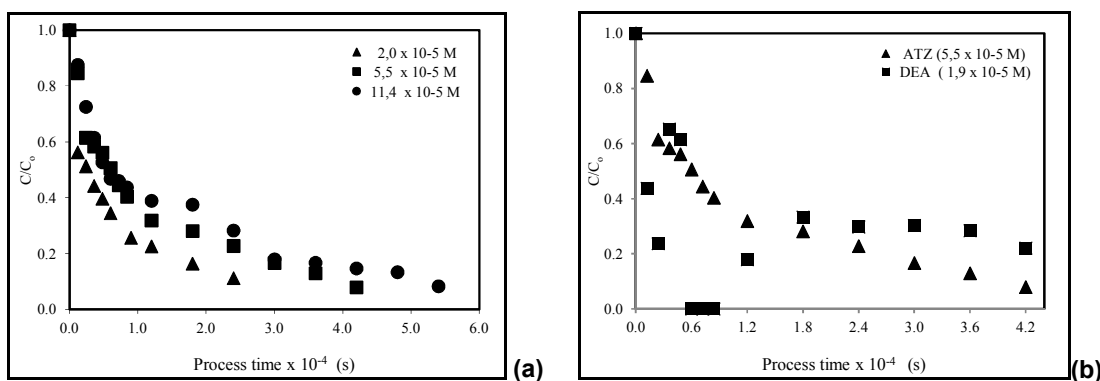 1.0
0.8
0.6
0.4
0.2
0.0
C/Co
2,0 x 10-5 M
5,5 x 10-5 M
11,4 x 10-5 M
0.0 1.0 2.0 3.0 4.0 5.0 6.0
Process time x 10-4 (s)
(a)
1.0
0.8
0.6
0.4
0.2
0.0
C/Co
ATZ (5,5 x 10-5 M)
DEA ( 1,9 x 10-5 M)
0.0 0.6 1.2 1.8 2.4 3.0 3.6 4.2
Process time x 10-4 (s)
(b)